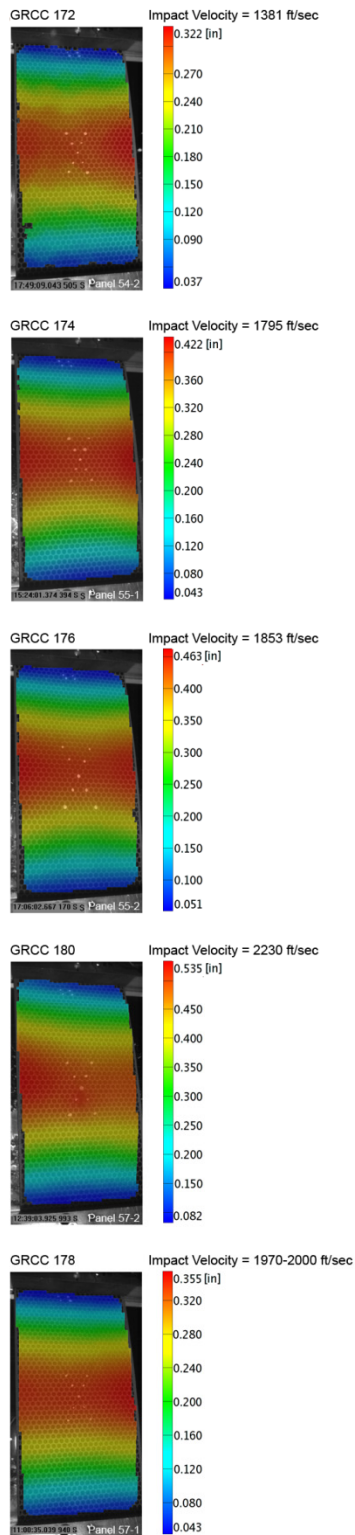 GRCC 172 Impact Velocity = 1381 ft/sec
0.322 [in]
0.270
0.240
0.210
0.180
0.150
0.120
0.090
0.037
17:49:09.043 505 S Panel 54-2
GRCC 174 Impact Velocity = 1795 ft/sec
0.422 [in]
0.360
0.320
0.280
0.240
0.200
0.160
0.120
0.080
0.043
15:24:01.374 394 S Panel 55-1
GRCC 176 Impact Velocity = 1853 ft/sec
0.463 [in]
0.400
0.350
0.300
0.250
0.200
0.150
0.100
0.051
17:06:02.667 170 S Panel 55-2
GRCC 180 Impact Velocity = 2230 ft/sec
0.535 [in]
0.450
0.400
0.350
0.300
0.250
0.200
0.150
0.082
12:39:03.925 993 S Panel 57-2
GRCC 178 Impact Velocity = 1970-2000 ft/sec
0.355 [in]
0.320
0.280
0.240
0.200
0.160
0.120
0.080
0.043
11:08:35.039 948 S Panel 57-1